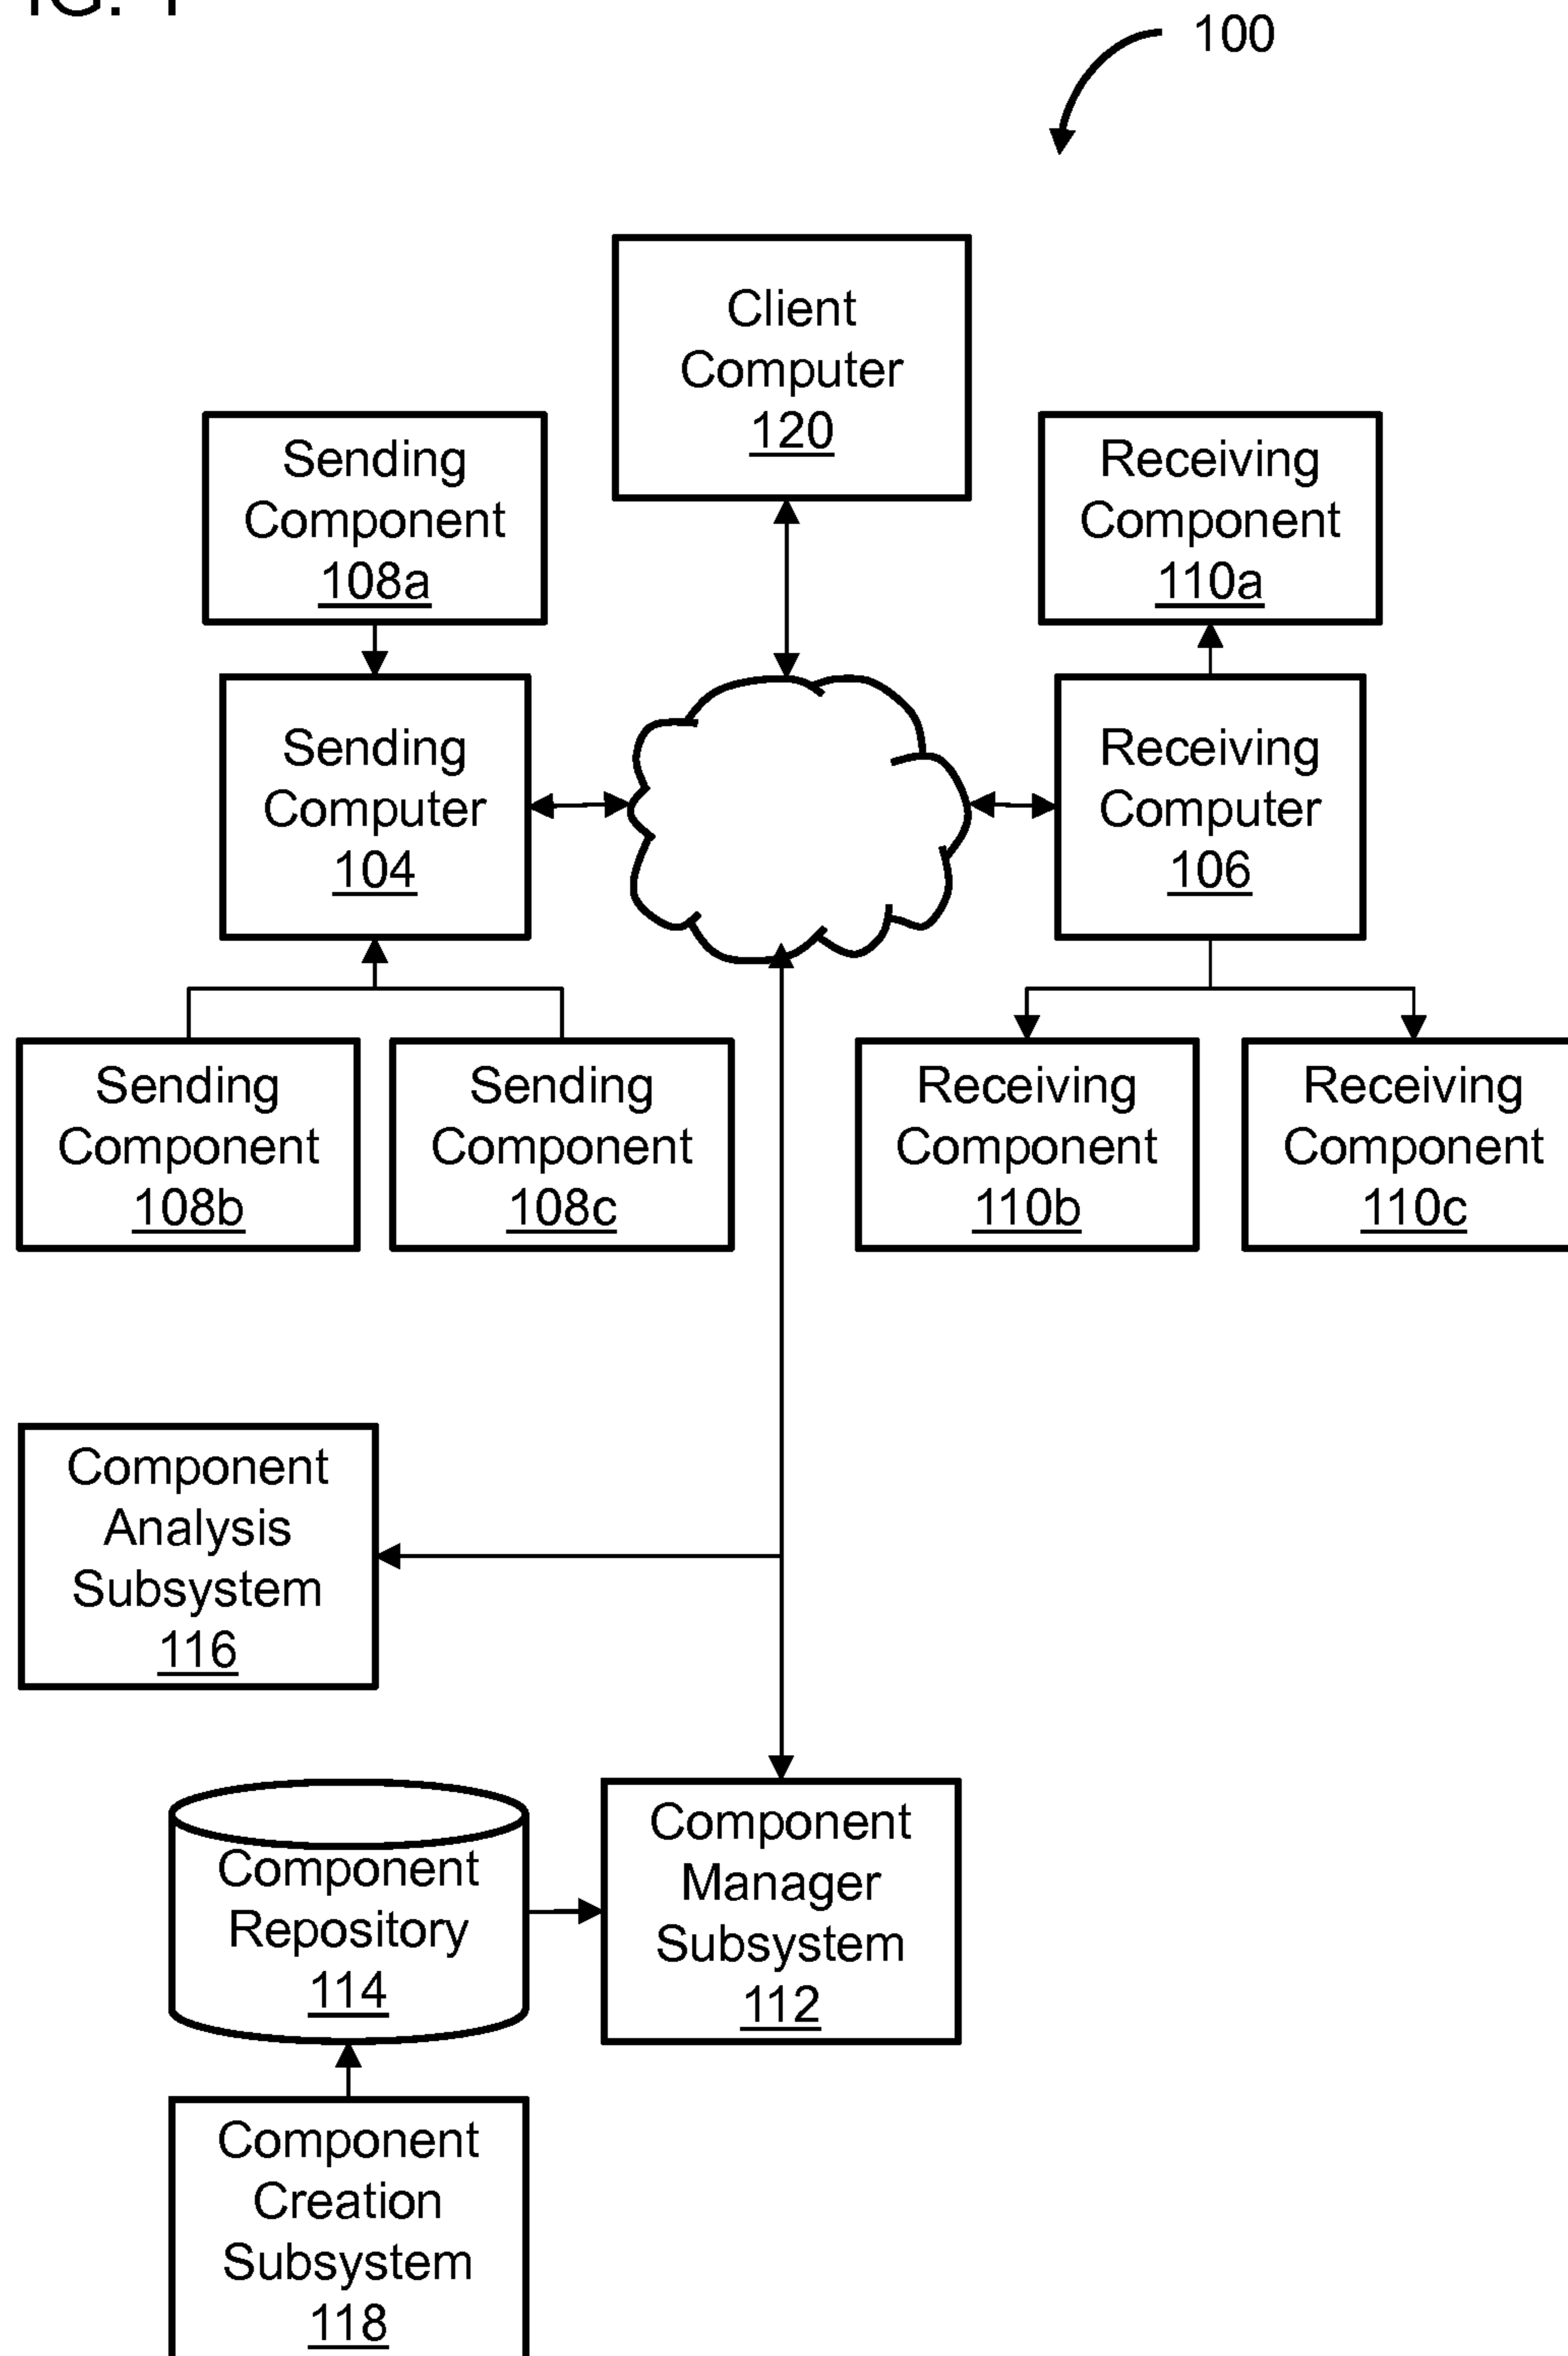 IG. 1
100
Client
Computer
120
Sending
Component
108a
Receiving
Component
110a
Sending
Computer
104
Receiving
Computer
106
Sending
Component
108b
Sending
Component
108c
Receiving
Component
110b
Receiving
Component
110c
Component
Analysis
Subsystem
116
Component
Repository
114
Component
Manager
Subsystem
112
Component
Creation
Subsystem
118